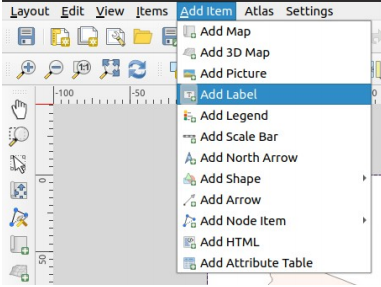 Layout Edit View Items Add Item Atlas Settings
Add Map
Add 3D Map
Add Picture
Add Label
Add Legend
Add Scale Bar
Add North Arrow
Add Shape
Add Arrow
Add Node Item
Add HTML
Add Attribute Table
-100
-50
0
50